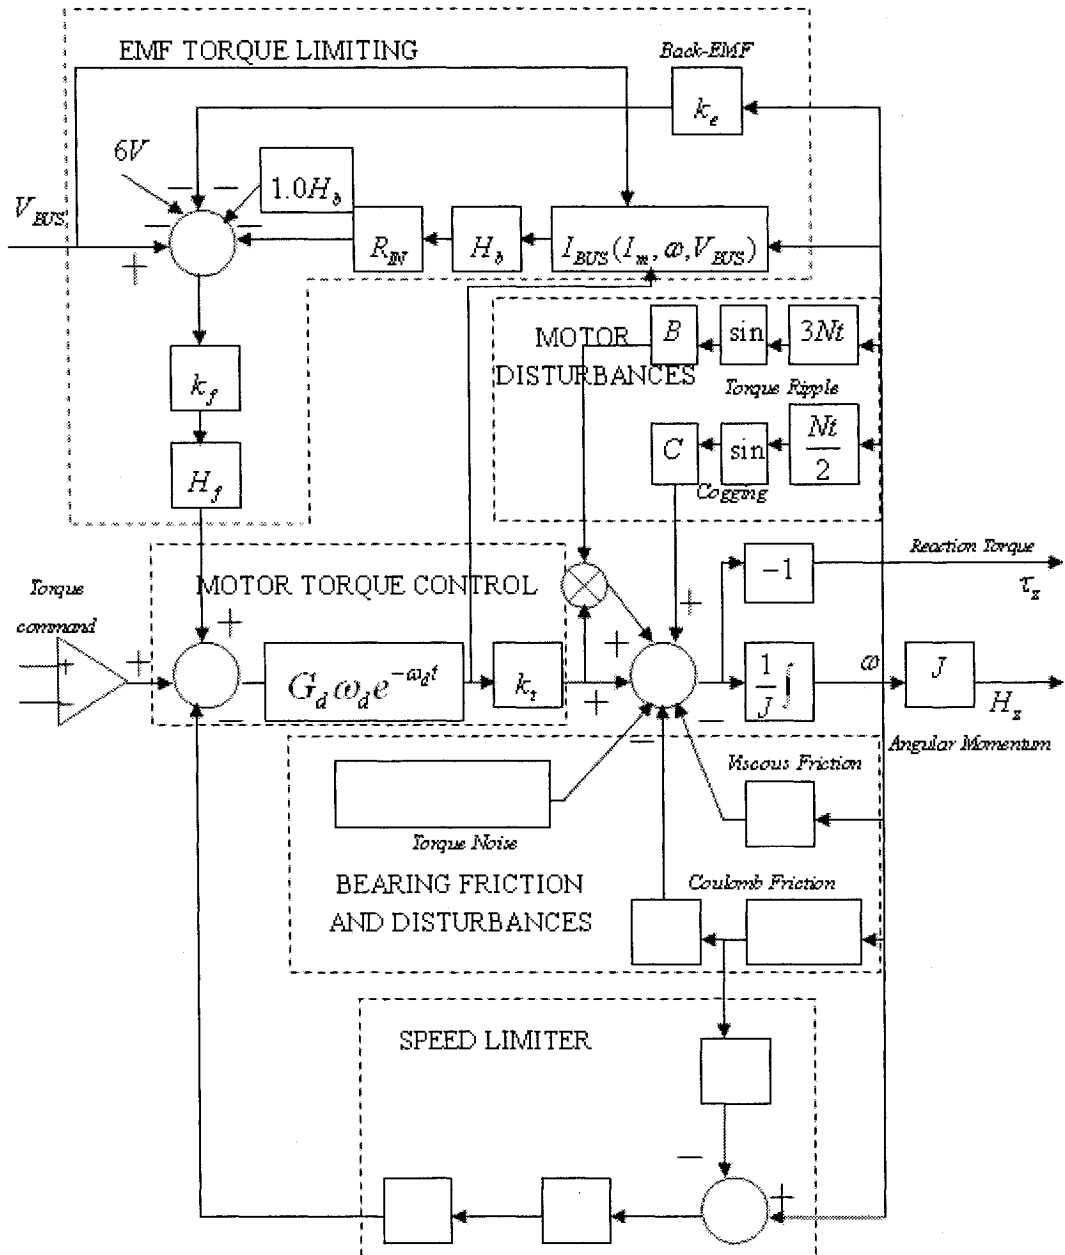 EMF TORQUE LIMITING
Back-EMF
k_e
6V
− −
1.0H_b
V_BUS
− −
+
R_IN
H_b
I_BUS(I_m, ω, V_BUS)
MOTOR
DISTURBANCES
B
sin
3Nt
Torque Ripple
k_f
C
sin
Nt
2
Cogging
H_f
MOTOR TORQUE CONTROL
Torque
command
+
+
+
−
G_d ω_d e^{-ω_d t}
k_t
+
+
+
−
−
−1
Reaction Torque
τ_z
1
J
∫
ω
J
H_z
Angular Momentum
+
−
Viscous Friction
Torque Noise
BEARING FRICTION
AND DISTURBANCES
Coulomb Friction
SPEED LIMITER
−
+